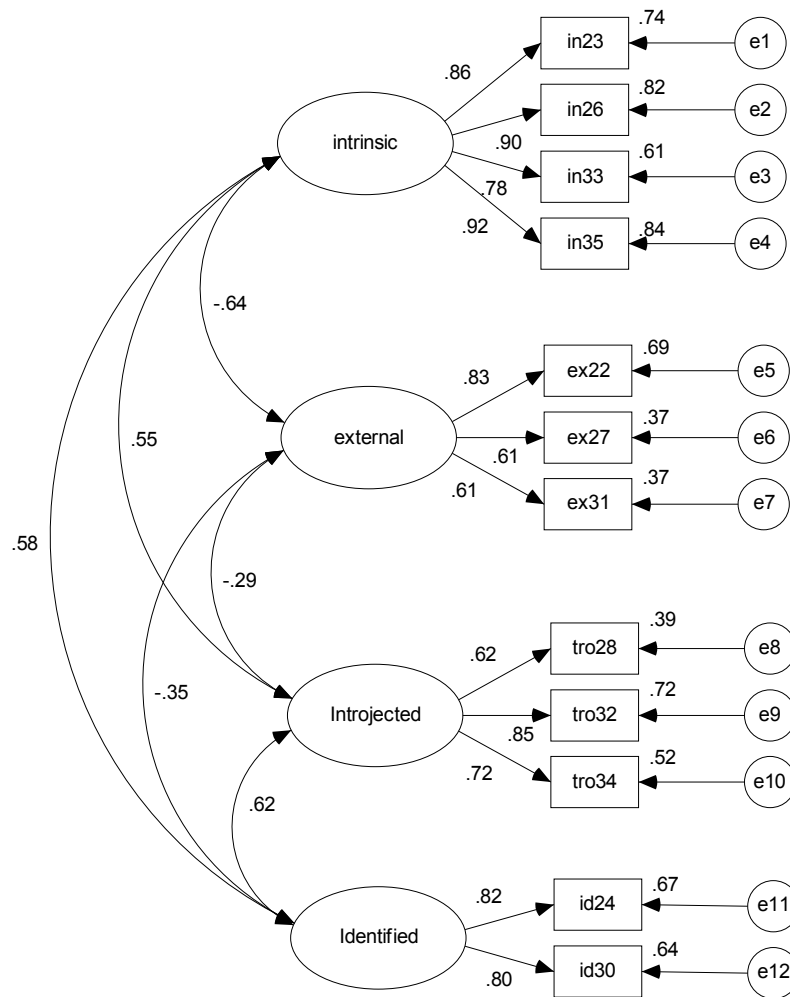 .74
in23
e1
.86
.82
in26
e2
intrinsic
.90
.61
in33
e3
.78
.92
.84
in35
e4
-.64
.69
ex22
e5
.83
.55
external
.37
ex27
e6
.61
.61
.37
ex31
e7
.58
-.29
.39
tro28
e8
.62
-.35
Introjected
.72
tro32
e9
.85
.72
.52
tro34
e10
.62
.67
id24
e11
.82
Identified
.64
id30
e12
.80